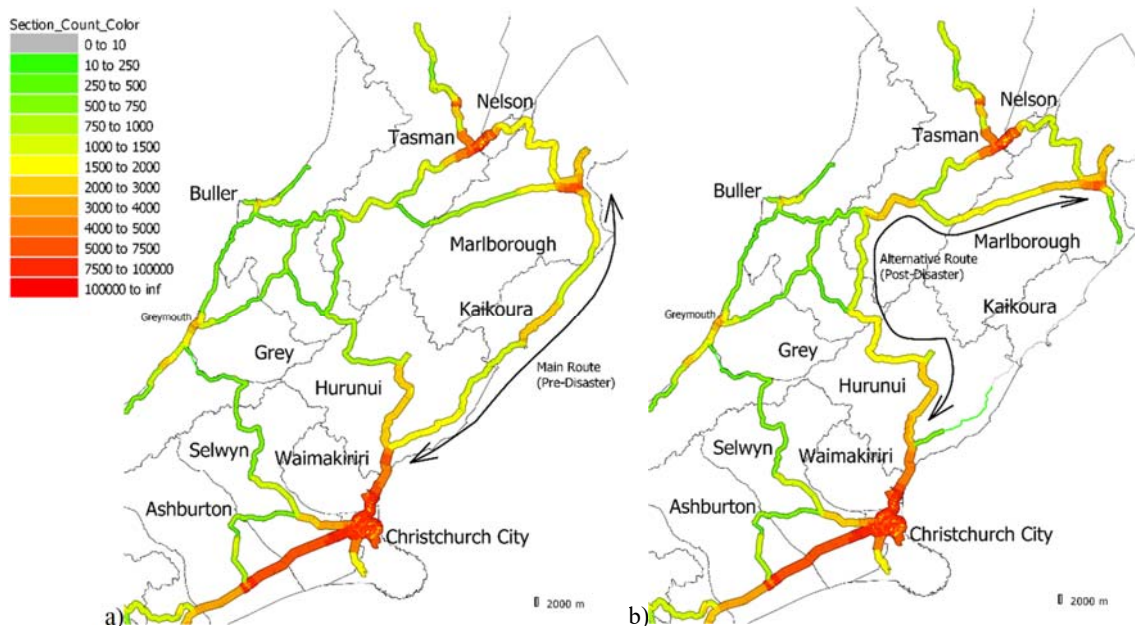 Section_Count_Color
0 to 10
10 to 250
250 to 500
500 to 750
750 to 1000
1000 to 1500
1500 to 2000
2000 to 3000
3000 to 4000
4000 to 5000
5000 to 7500
7500 to 100000
100000 to inf
Nelson
Tasman
Buller
Marlborough
Kaikoura
Greymouth
Grey
Main Route
(Pre-Disaster)
Hurunui
Selwyn
Waimakiriri
Ashburton
Christchurch City
2000 m
a)
Nelson
Tasman
Buller
Marlborough
Alternative Route
(Post-Disaster)
Kaikoura
Greymouth
Grey
Hurunui
Selwyn
Waimakiriri
Ashburton
Christchurch City
2000 m
b)